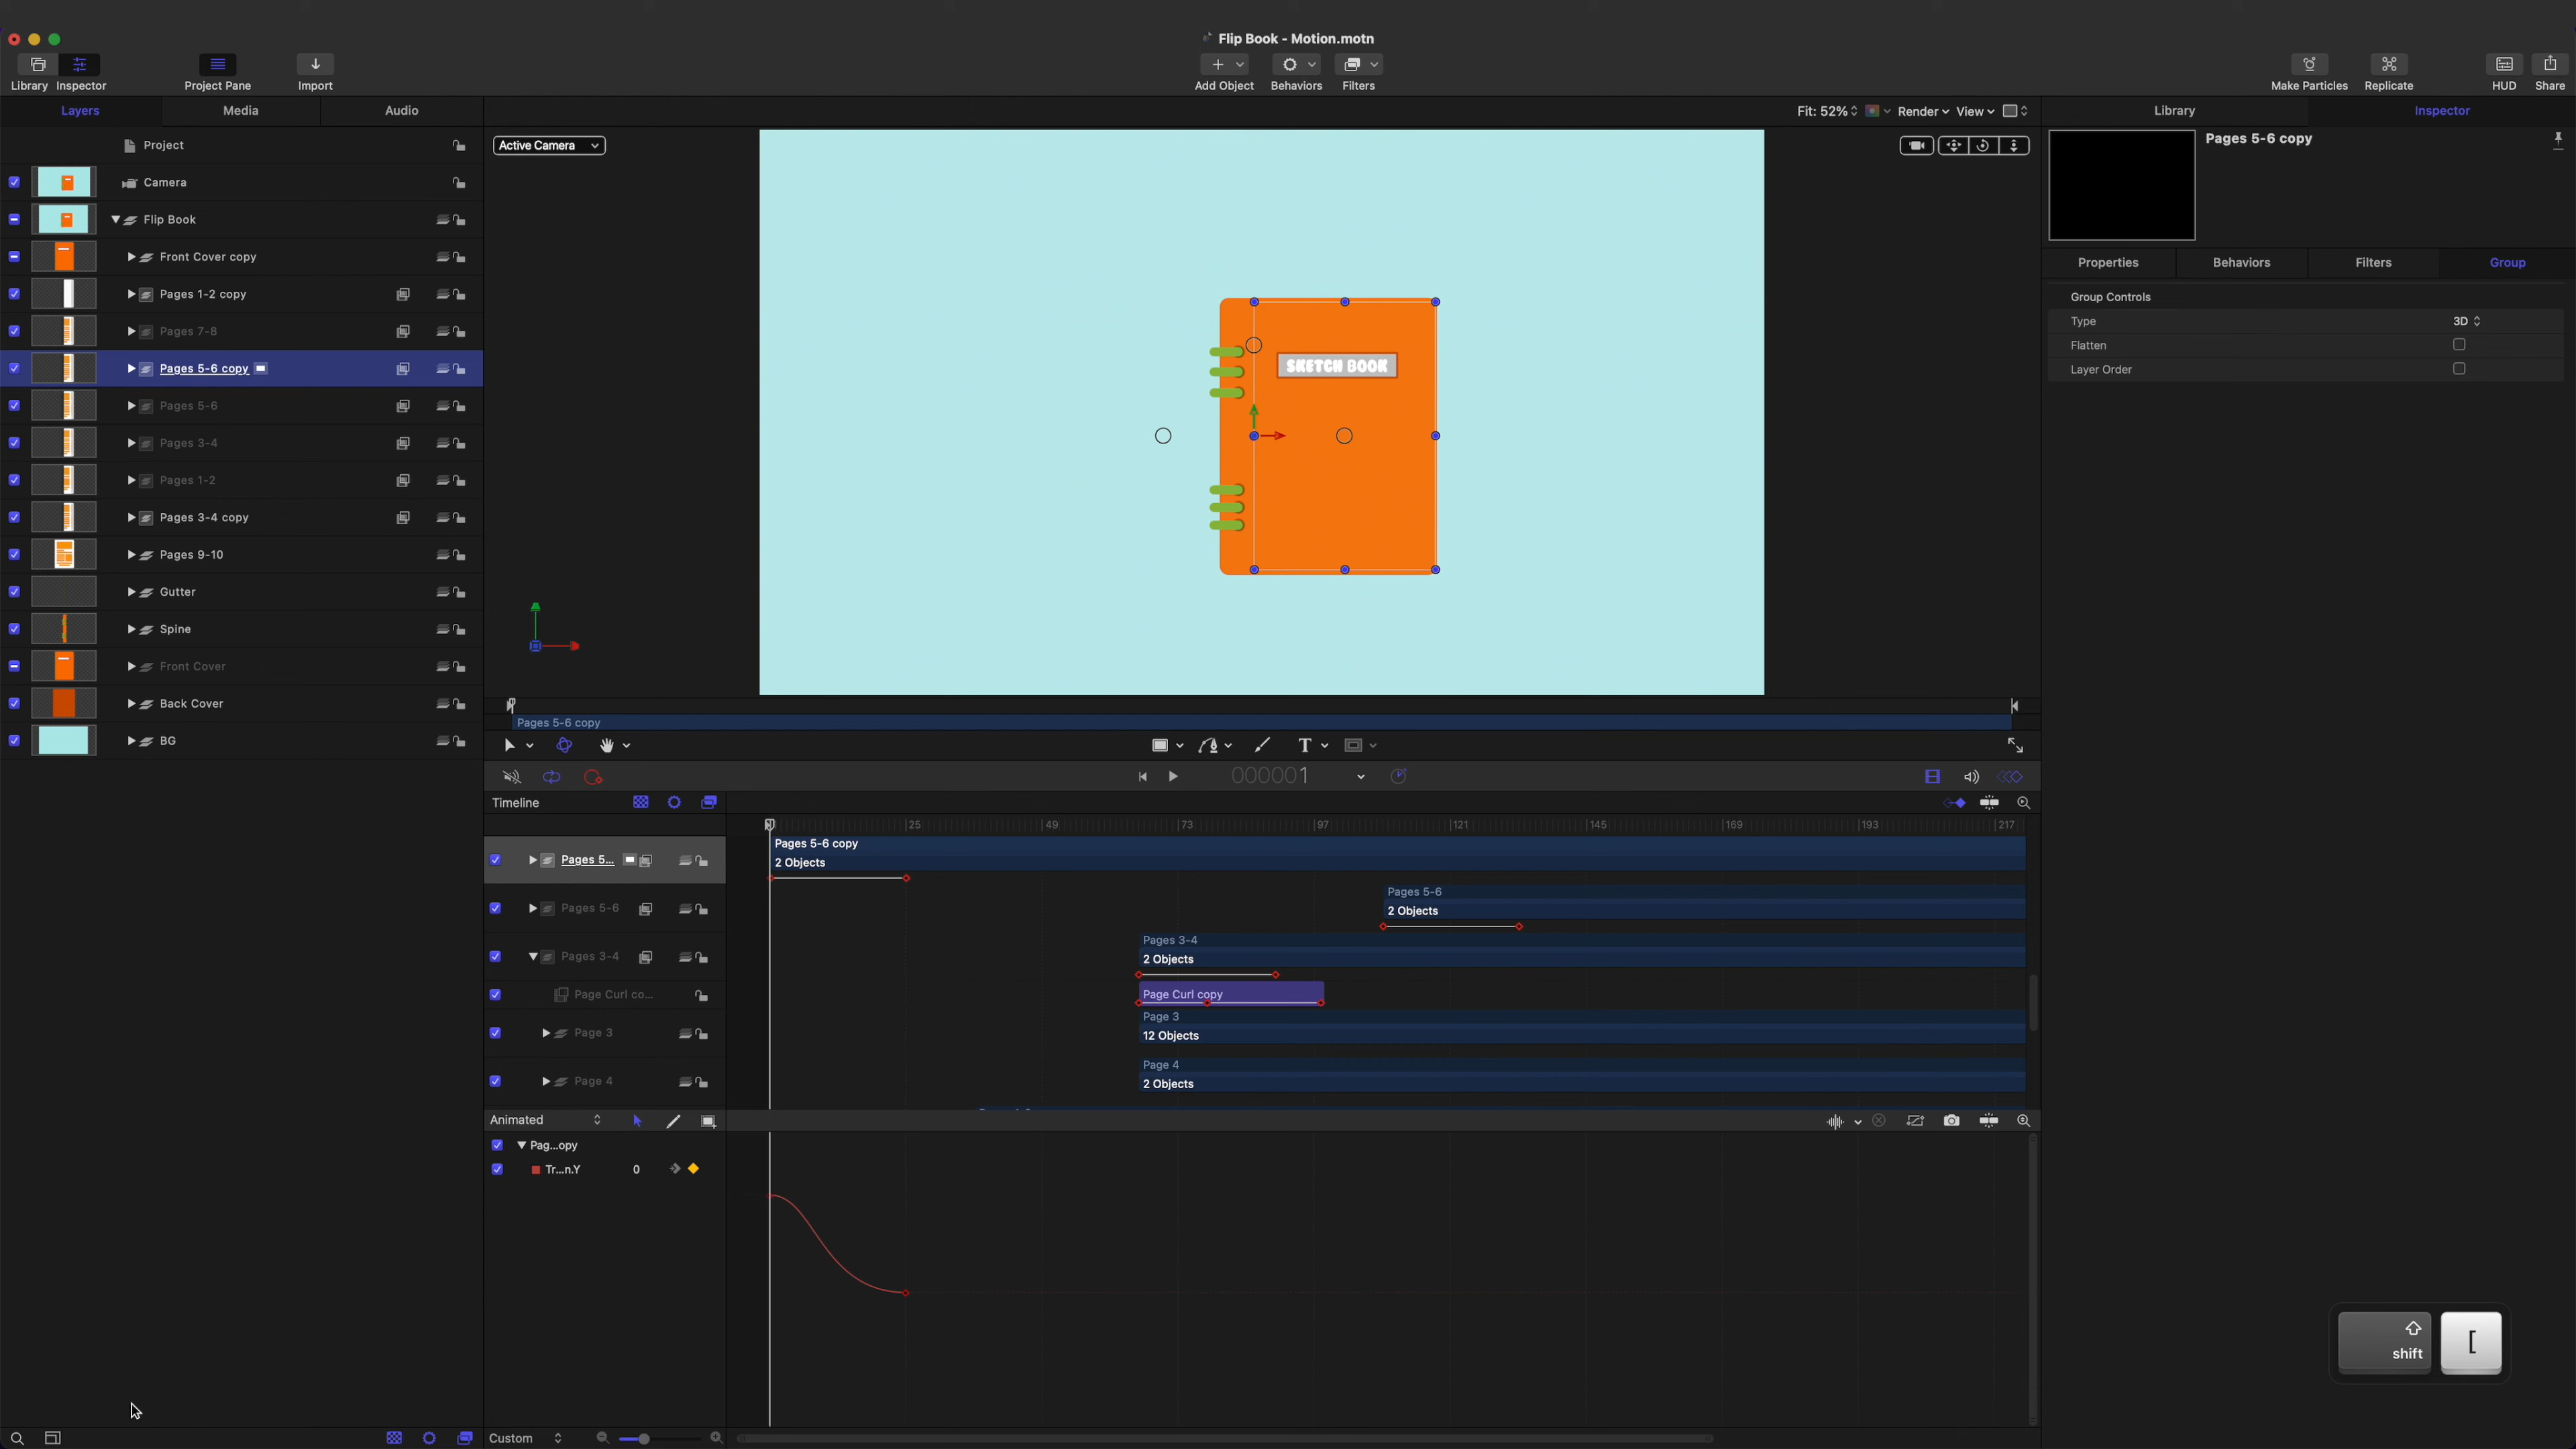 Flip Book - Motion.motn
Library Inspector Project Pane Import Add Object Behaviors Filters Make Particles Replicate HUD Share
Layers Media Audio Fit: 52% Render View Library Inspector
Project
Active Camera
Pages 5-6 copy
Camera
Flip Book
Front Cover copy
Properties Behaviors Filters Group
Pages 1-2 copy
Group Controls
Type 3D
Pages 7-8
Flatten
Pages 5-6 copy
Layer Order
SKETCH BOOK
Pages 5-6
Pages 3-4
Pages 1-2
Pages 3-4 copy
Pages 9-10
Gutter
Spine
Front Cover
Back Cover
BG
Pages 5-6 copy
T
000001
Timeline
25 49 73 97 121 145 169 193 217
Pages 5... Pages 5-6 copy
2 Objects
Pages 5-6 Pages 5-6
2 Objects
Pages 3-4 Pages 3-4
2 Objects
Page Curl co... Page Curl copy
Page 3 Page 3
12 Objects
Page 4 Page 4
2 Objects
Animated
Pag...opy
Tr...n.Y 0
shift [
Custom